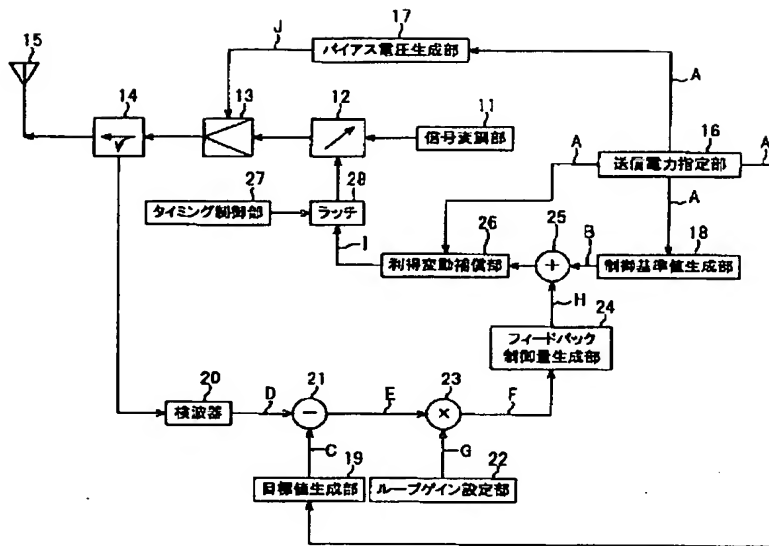 17
J
バイアス電圧生成部
15
A
14
13
12
11
信号変調部
16
A
送信電力指定部
A
27
28
A
タイミング制御部
ラッチ
25
26
B
18
I
利得変動補償部
+
制御基準値生成部
H
24
フィードバック
制御量生成部
20
21
23
検波器
D
−
E
×
F
C
19
G
22
目標値生成部
ループゲイン設定部